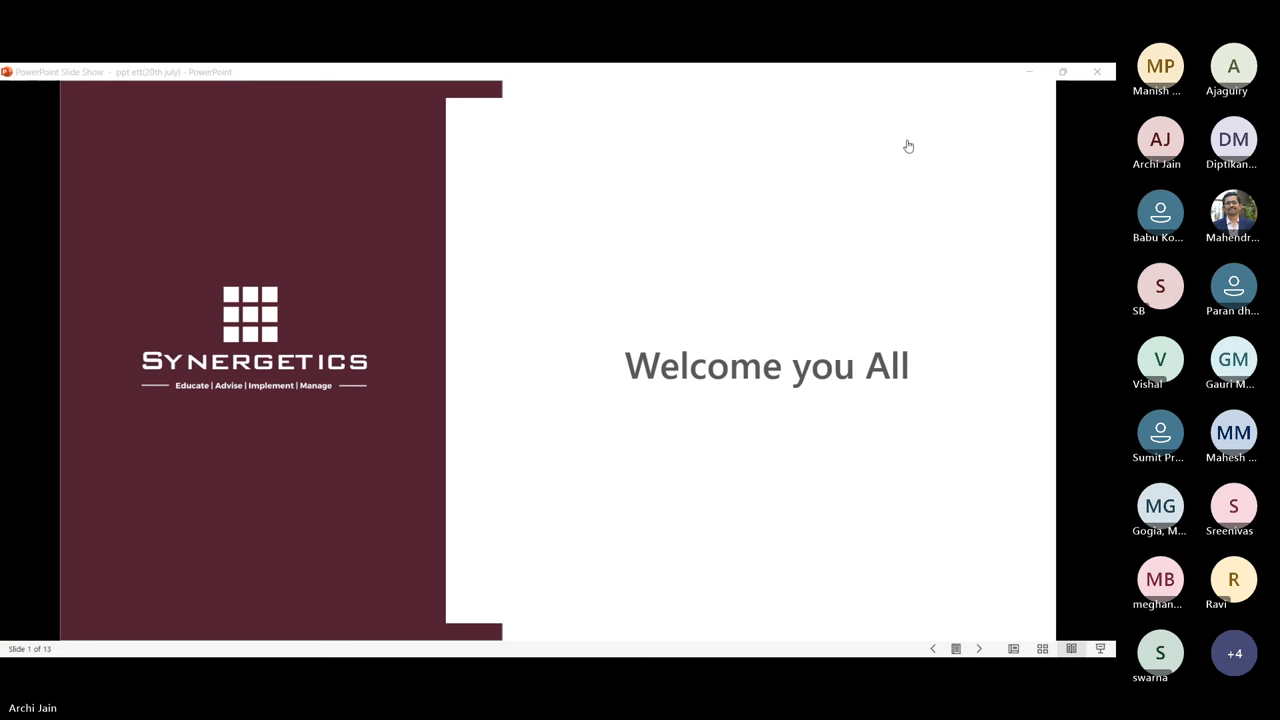 PowerPoint Slide Show - ppt ett(20th july) - PowerPoint
SYNERGETICS
Educate | Advise | Implement | Manage
Welcome you All
Slide 1 of 13
Archi Jain
MP
Manish ...
A
Ajaguiry
AJ
Archi Jain
DM
Diptikan...
Babu Ko...
Mahendr...
S
SB
Paran dh...
V
Vishal
GM
Gauri M...
Sumit Pr...
MM
Mahesh ...
MG
Gogia, M...
S
Sreenivas
MB
meghan...
R
Ravi
S
swarna
+4